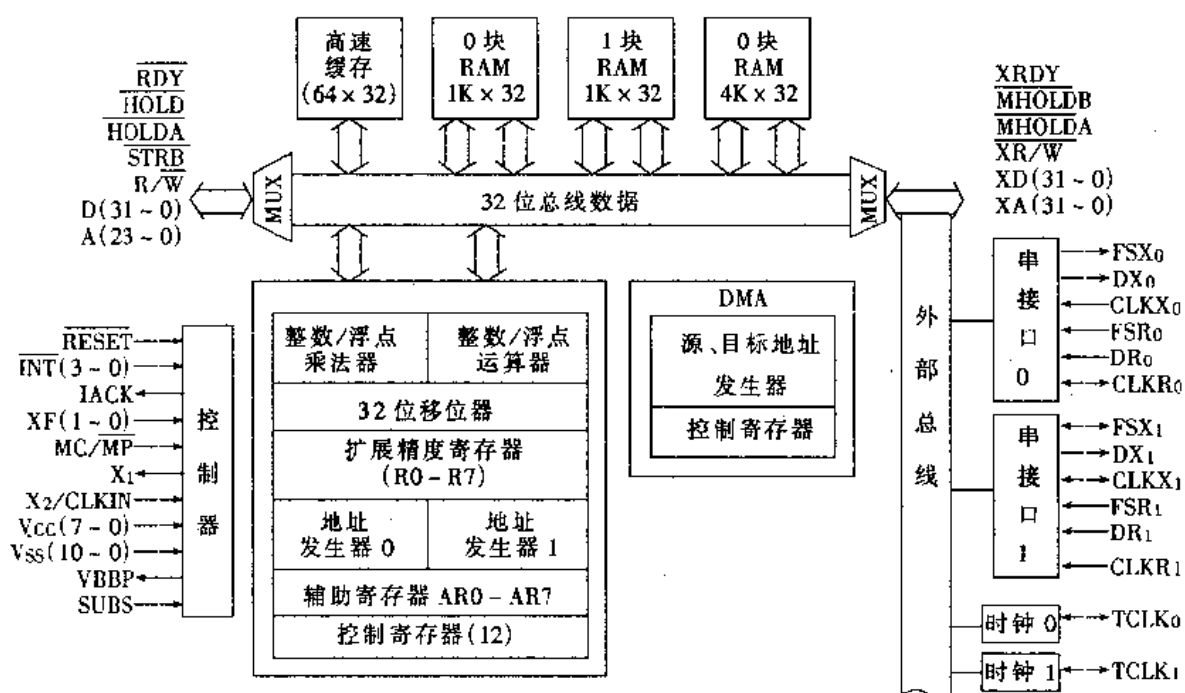 高速
缓存
(64×32)
0 块
RAM
1K×32
1 块
RAM
1K×32
0 块
RAM
4K×32
RDY
HOLD
HOLDA
STRB
R/W
D(31~0)
A(23~0)
MUX
32 位总线数据
MUX
XRDY
MHOLDB
MHOLDA
XR/W
XD(31~0)
XA(31~0)
RESET
INT(3~0)
IACK
XF(1~0)
MC/MP
X1
X2/CLKIN
VCC(7~0)
VSS(10~0)
VBBP
SUBS
控制器
整数/浮点
乘法器
整数/浮点
运算器
32 位移位器
扩展精度寄存器
(R0-R7)
地址
发生器 0
地址
发生器 1
辅助寄存器 AR0-AR7
控制寄存器(12)
DMA
源、目标地址
发生器
控制寄存器
外部总线
串接口0
FSX0
DX0
CLKX0
FSR0
DR0
CLKR0
串接口1
FSX1
DX1
CLKX1
FSR1
DR1
CLKR1
时钟 0
TCLK0
时钟 1
TCLK1